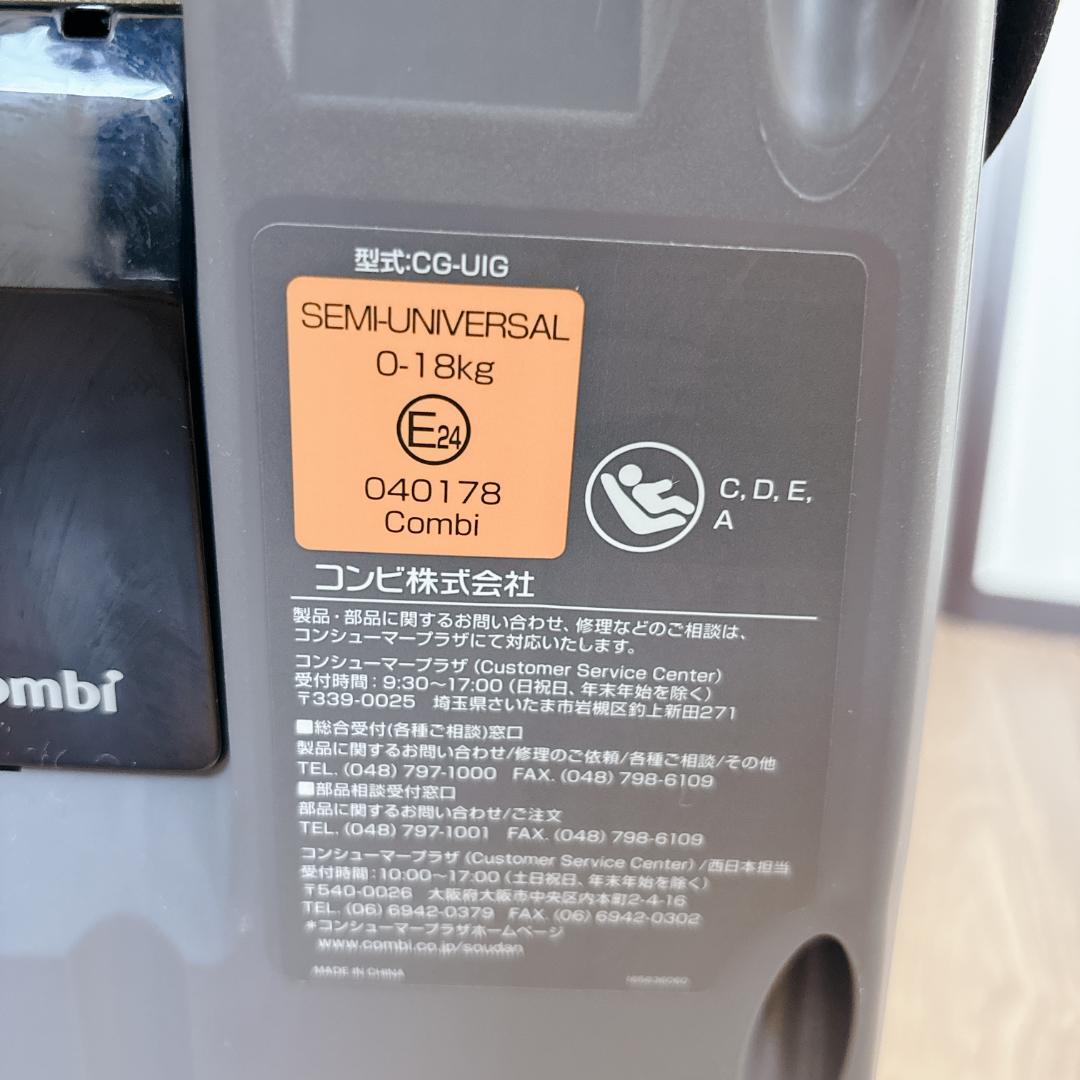 型式:CG-UIG
SEMI-UNIVERSAL
0-18kg
E24
040178
Combi
C, D, E,
A
コンビ株式会社
製品・部品に関するお問い合わせ、修理などのご相談は、
コンシューマープラザにて対応いたします。
コンシューマープラザ (Customer Service Center)
受付時間：9:30〜17:00 (日祝日、年末年始を除く)
〒339-0025 埼玉県さいたま市岩槻区釣上新田271
■総合受付(各種ご相談)窓口
製品に関するお問い合わせ/修理のご依頼/各種ご相談/その他
TEL. (048) 797-1000 FAX. (048) 798-6109
■部品相談受付窓口
部品に関するお問い合わせ/ご注文
TEL. (048) 797-1001 FAX. (048) 798-6109
コンシューマープラザ (Customer Service Center) /西日本担当
受付時間：10:00〜17:00 (土日祝日、年末年始を除く)
〒540-0026 大阪府大阪市中央区内本町2-4-16
TEL. (06) 6942-0379 FAX. (06) 6942-0302
*コンシューマープラザホームページ
www.combi.co.jp/soudan
MADE IN CHINA
ombi